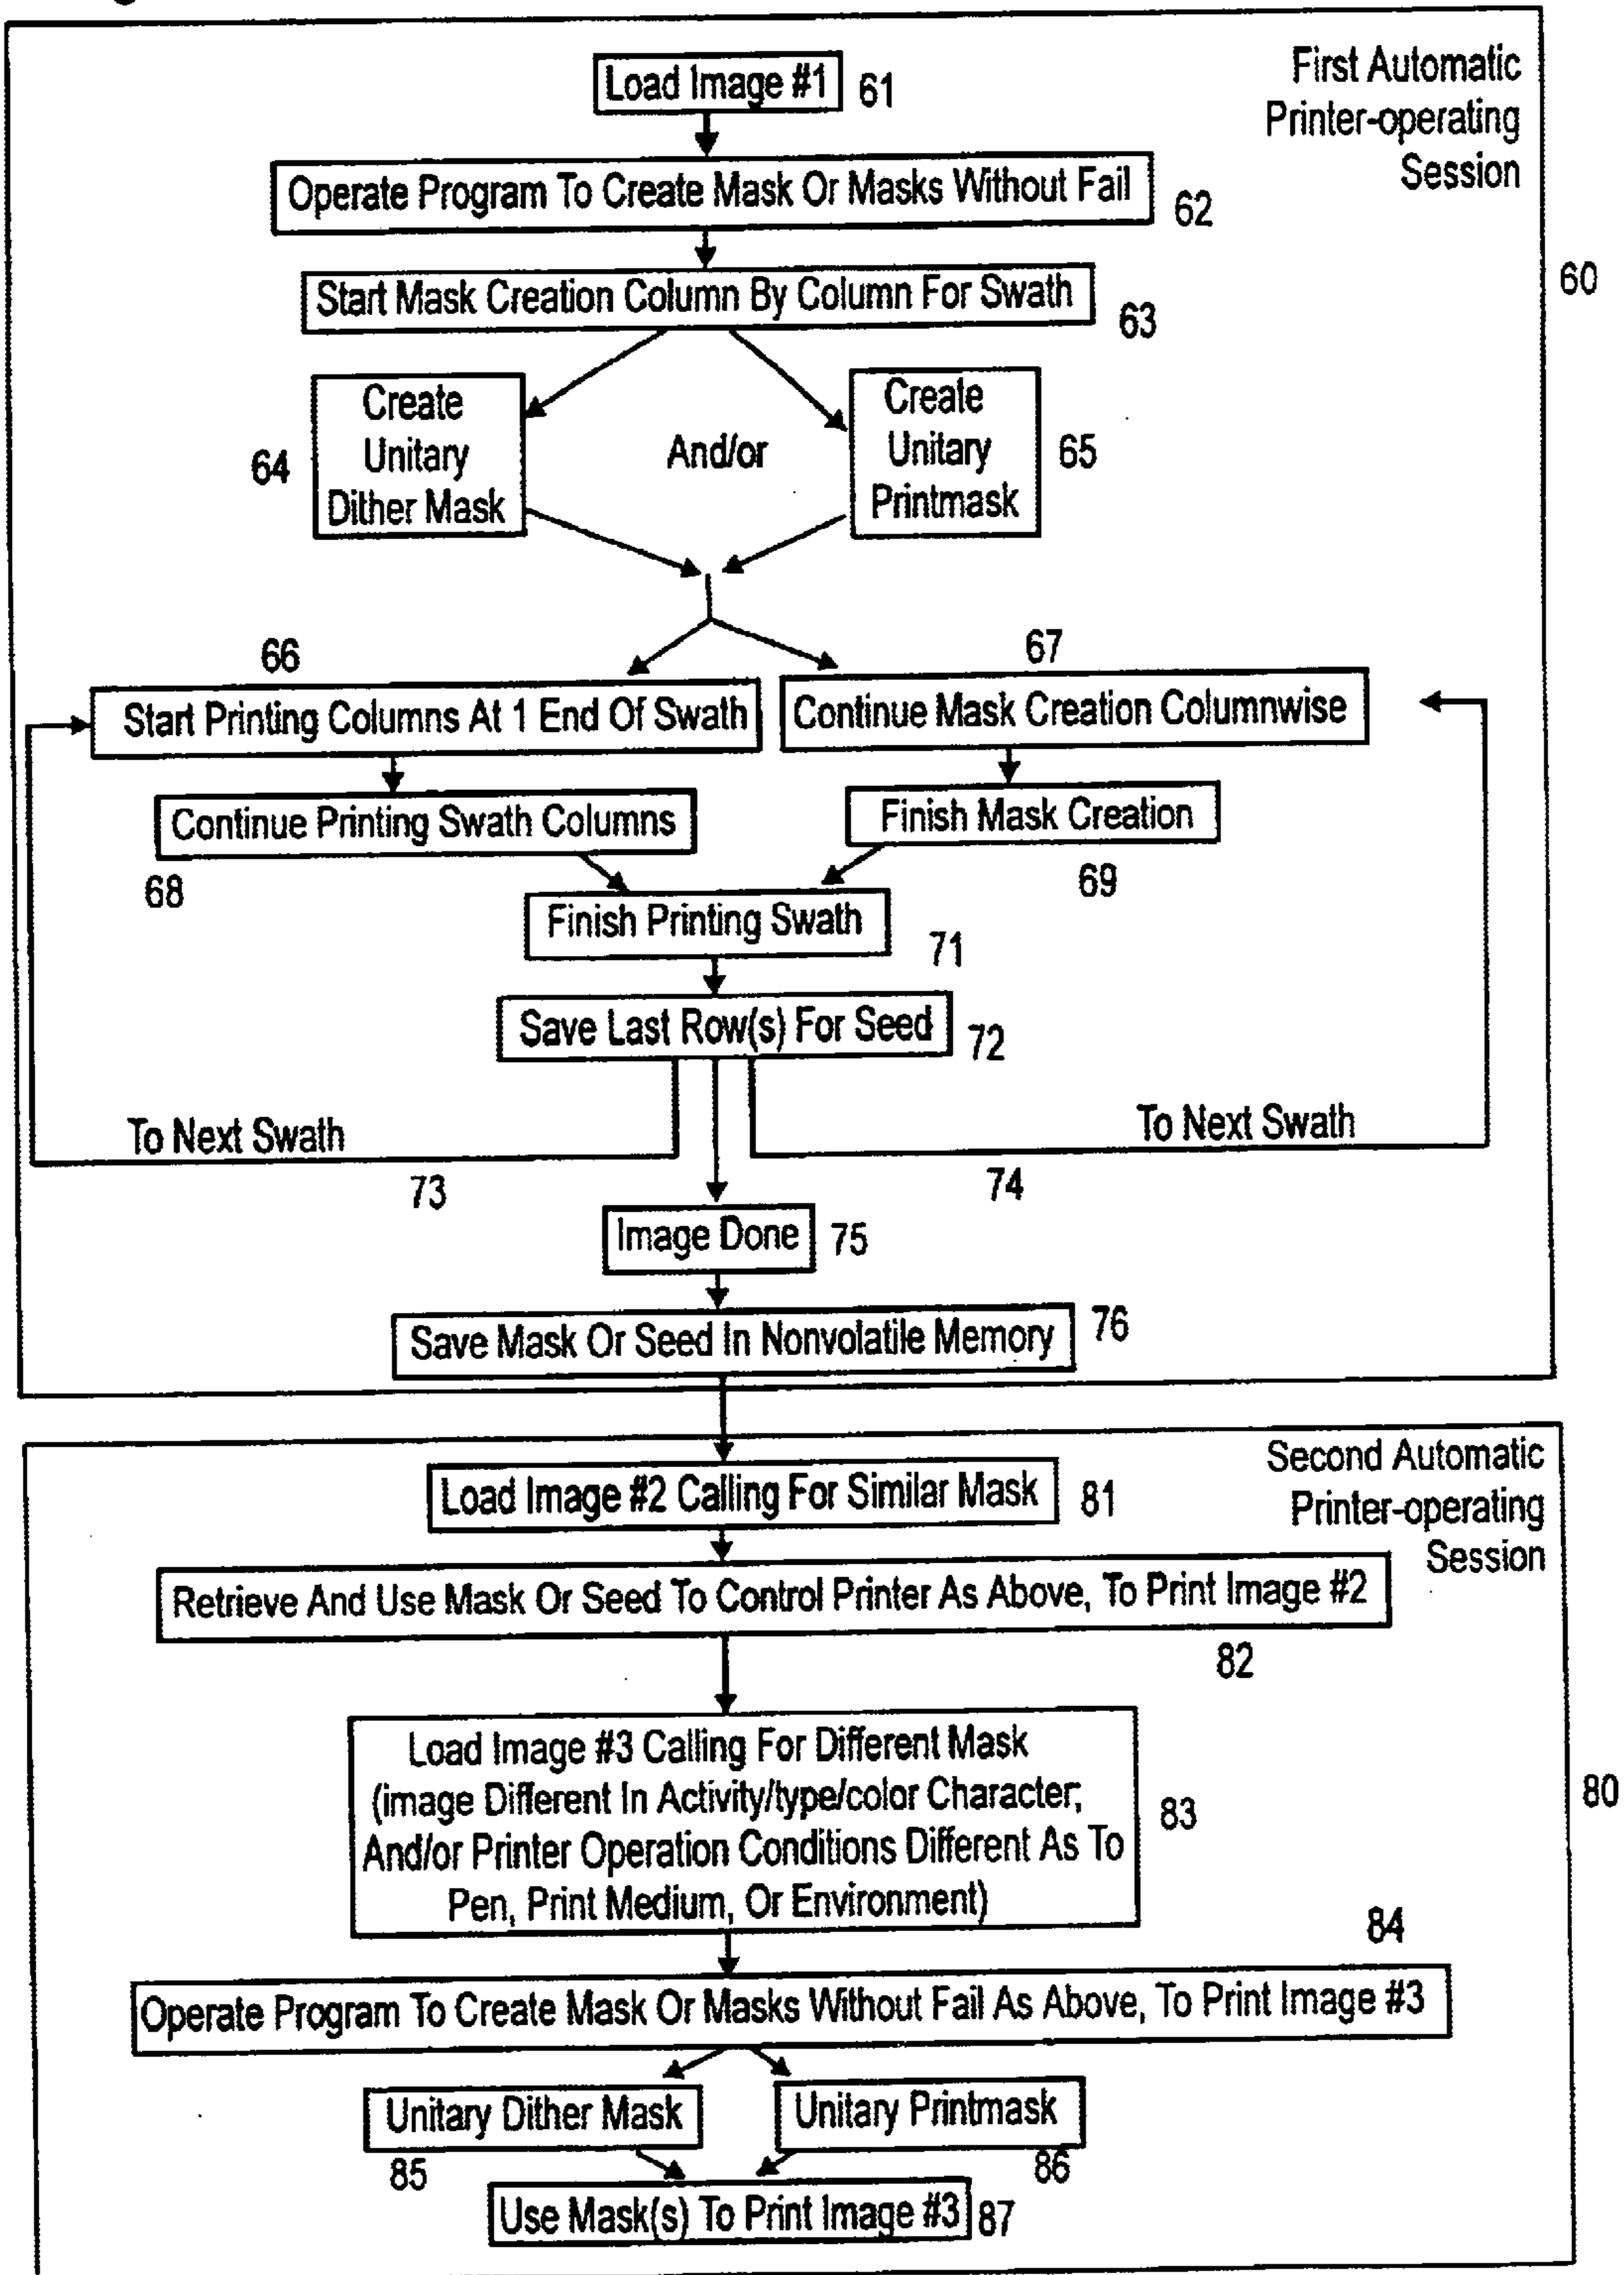 First Automatic
Printer-operating
Session
60
Load Image #1
61
Operate Program To Create Mask Or Masks Without Fail
62
Start Mask Creation Column By Column For Swath
63
64
Create
Unitary
Dither Mask
And/or
Create
Unitary
Printmask
65
66
67
Start Printing Columns At 1 End Of Swath
Continue Mask Creation Columnwise
Continue Printing Swath Columns
Finish Mask Creation
68
69
Finish Printing Swath
71
Save Last Row(s) For Seed
72
To Next Swath
To Next Swath
73
74
Image Done
75
Save Mask Or Seed In Nonvolatile Memory
76
Second Automatic
Printer-operating
Session
80
Load Image #2 Calling For Similar Mask
81
Retrieve And Use Mask Or Seed To Control Printer As Above, To Print Image #2
82
Load Image #3 Calling For Different Mask
(image Different In Activity/type/color Character;
And/or Printer Operation Conditions Different As To
Pen, Print Medium, Or Environment)
83
84
Operate Program To Create Mask Or Masks Without Fail As Above, To Print Image #3
Unitary Dither Mask
Unitary Printmask
85
86
Use Mask(s) To Print Image #3
87